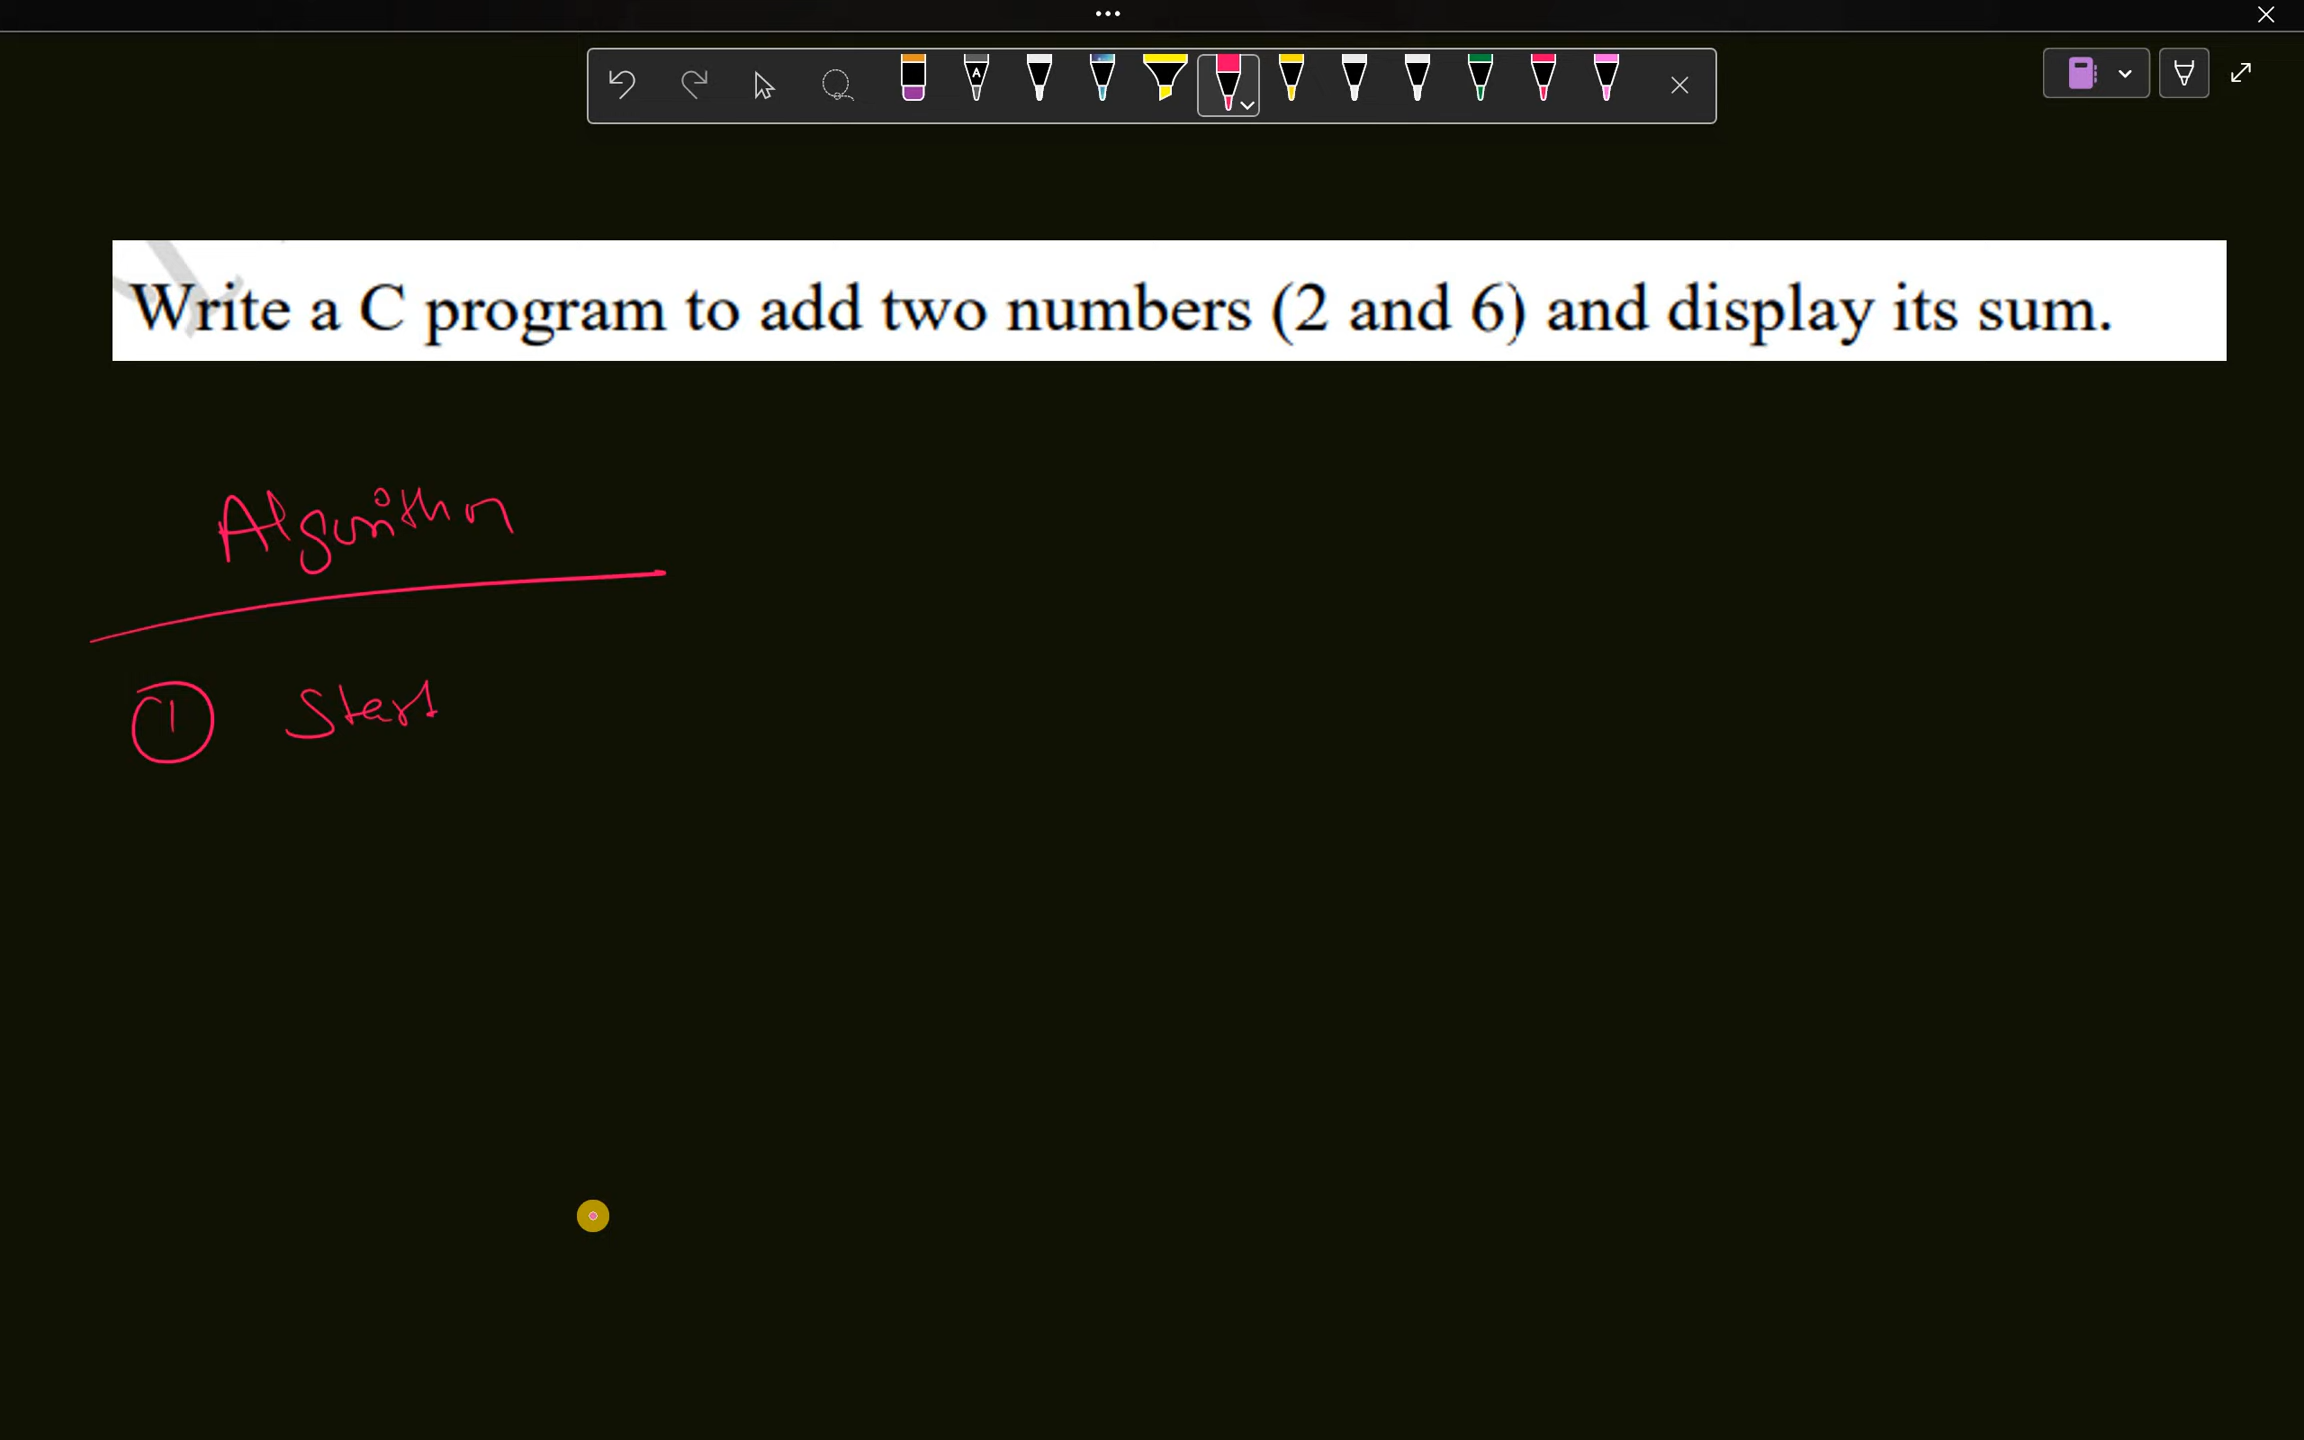 Write a C program to add two numbers (2 and 6) and display its sum.
Algorithm
1 Start